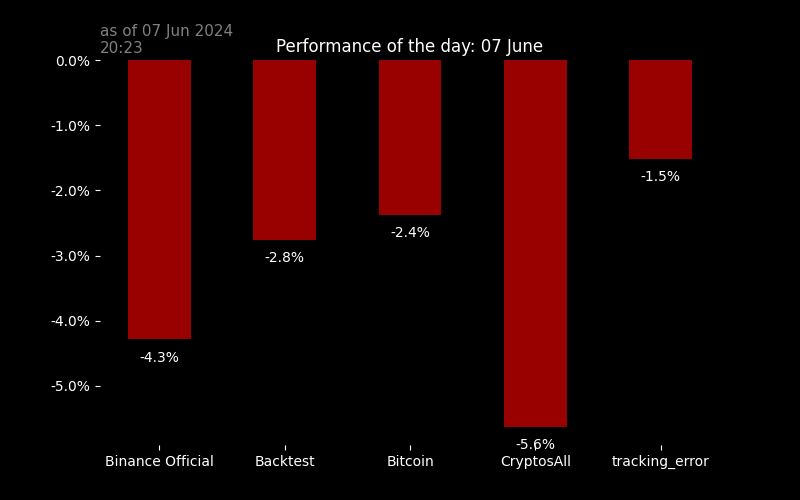 as of 07 Jun 2024
20:23
Performance of the day: 07 June
0.0%
-1.0%
-2.0%
-3.0%
-4.0%
-5.0%
-4.3%
-2.8%
-2.4%
-5.6%
-1.5%
Binance Official
Backtest
Bitcoin
CryptosAll
tracking_error